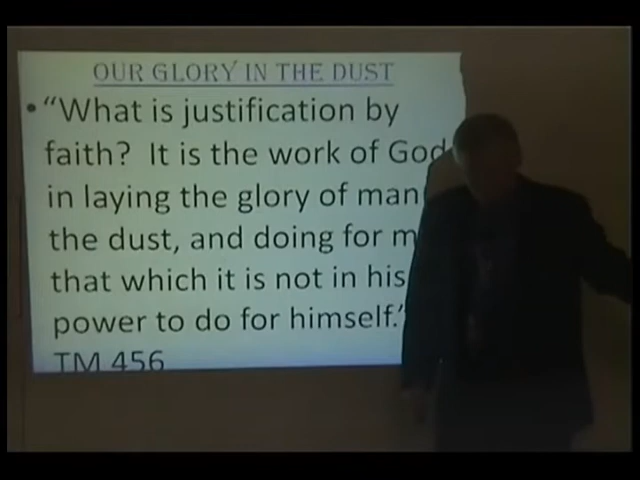 OUR GLORY IN THE DUST
• “What is justification by
faith? It is the work of God
in laying the glory of man
the dust, and doing for m
that which it is not in his
power to do for himself.”
TM 456